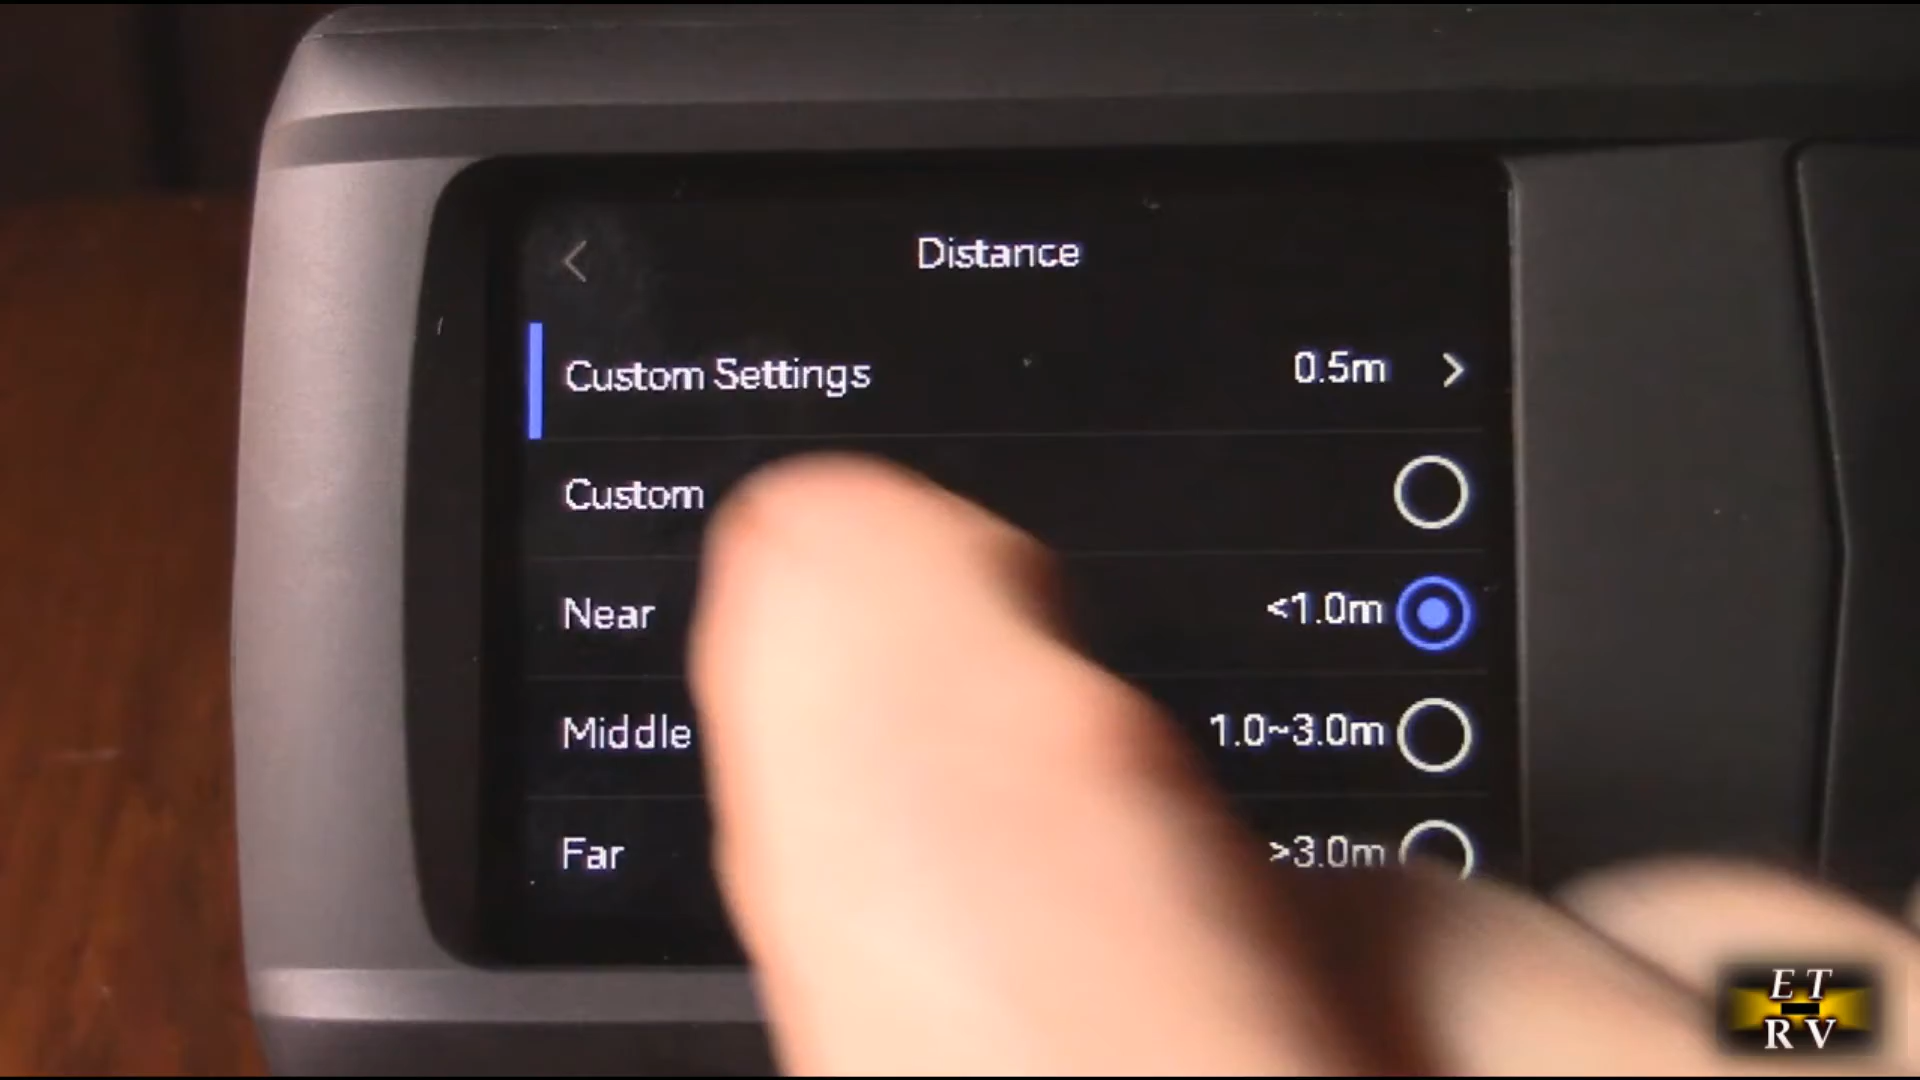 Distance
Custom Settings 0.5m
Custom
Near <1.0m
Middle 1.0~3.0m
Far >3.0m
ET
RV